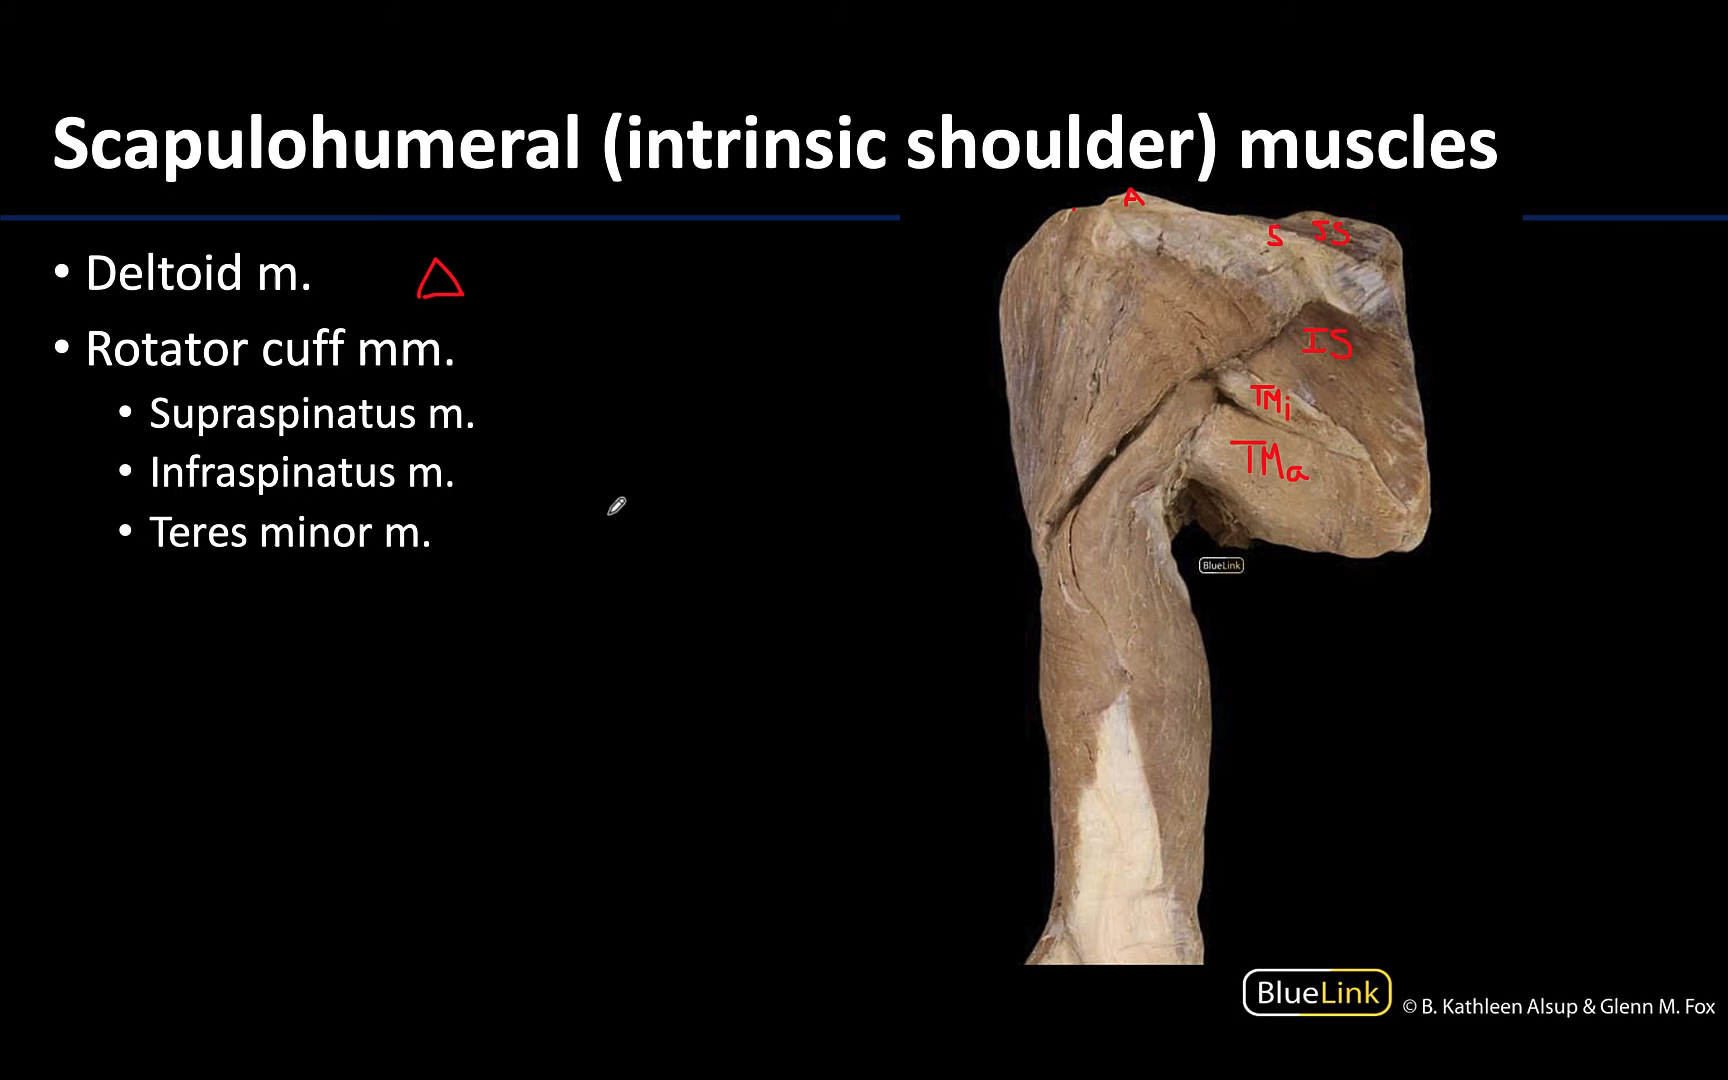 Scapulohumeral (intrinsic shoulder) muscles
• Deltoid m.
• Rotator cuff mm.
• Supraspinatus m.
• Infraspinatus m.
• Teres minor m.
A
S
SS
IS
TMi
TMa
BlueLink
BlueLink
© B. Kathleen Alsup & Glenn M. Fox